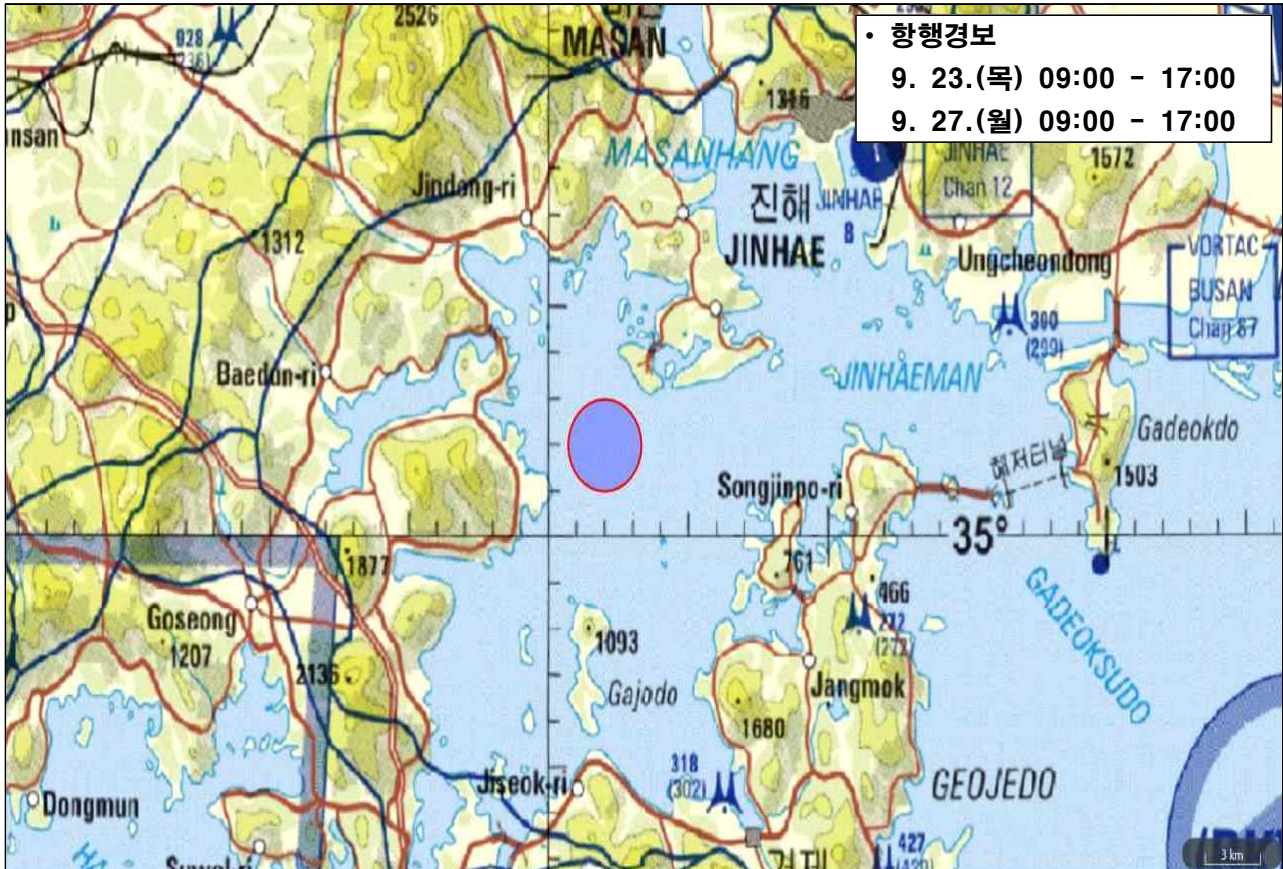 • 항행경보
9. 23.(목) 09:00 - 17:00
9. 27.(월) 09:00 - 17:00
2526
928
(236)
MASAN
1316
MASANHANG
JINHAE
Chan 12
1572
Jindong-ri
진해
JINHAE
JINHAE
8
1312
Ungcheondong
VORTAC
BUSAN
Chan 87
300
(299)
Baedun-ri
JINHAEMAN
Gadeokdo
해저터널
1503
Songjinpo-ri
35°
1877
761
466
272
(272)
Goseong
1207
1093
GADEOKSUDO
2136
Gajodo
Jangmok
1680
318
(302)
Jiseok-ri
GEOJEDO
Dongmun
427
3 km